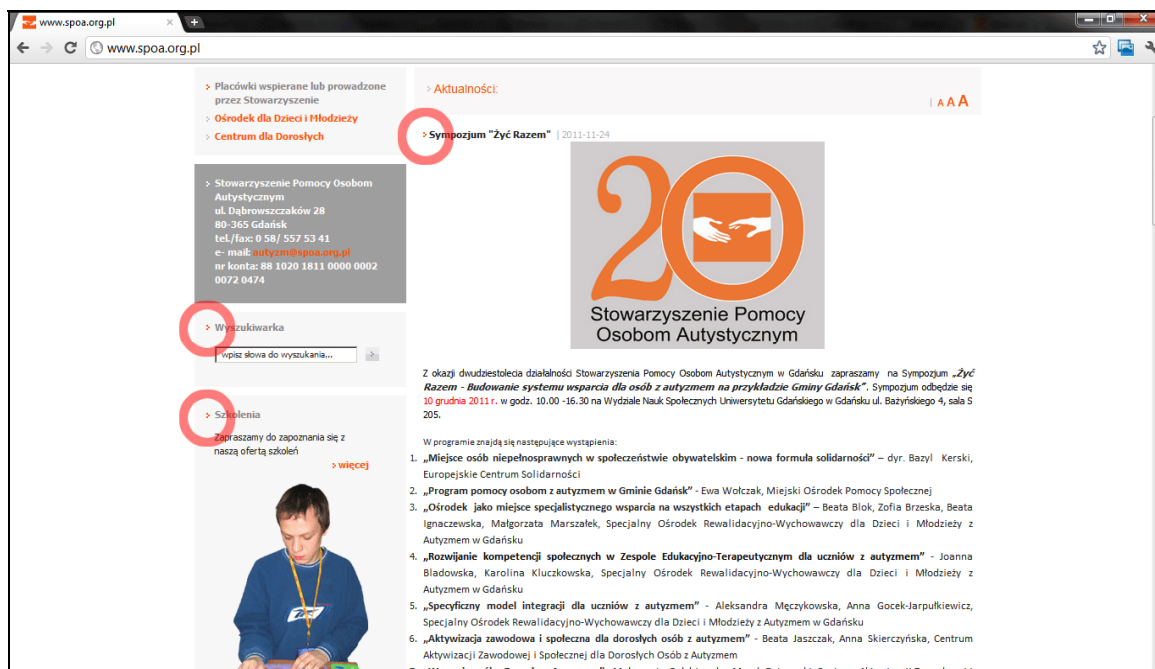 www.spoa.org.pl
www.spoa.org.pl
› Placówki wspierane lub prowadzone
przez Stowarzyszenie
› Ośrodek dla Dzieci i Młodzieży
› Centrum dla Dorosłych
› Stowarzyszenie Pomocy Osobom
Autystycznym
ul. Dąbrowszczaków 28
80-365 Gdańsk
tel./fax: 0 58/ 557 53 41
e- mail: autyzm@spoa.org.pl
nr konta: 88 1020 1811 0000 0002
0072 0474
› Wyszukiwarka
wpisz słowa do wyszukania...
› Szkolenia
Zapraszamy do zapoznania się z
naszą ofertą szkoleń
› więcej
› Aktualności:
| A A A
› Sympozjum "Żyć Razem" | 2011-11-24
20
Stowarzyszenie Pomocy
Osobom Autystycznym
Z okazji dwudziestolecia działalności Stowarzyszenia Pomocy Osobom Autystycznym w Gdańsku zapraszamy na Sympozjum „Żyć
Razem - Budowanie systemu wsparcia dla osób z autyzmem na przykładzie Gminy Gdańsk”. Sympozjum odbędzie się
10 grudnia 2011 r. w godz. 10.00 -16.30 na Wydziale Nauk Społecznych Uniwersytetu Gdańskiego w Gdańsku ul. Bażyńskiego 4, sala S
205.
W programie znajdą się następujące wystąpienia:
1. „Miejsce osób niepełnosprawnych w społeczeństwie obywatelskim - nowa formuła solidarności” – dyr. Bazyl Kerski,
Europejskie Centrum Solidarności
2. „Program pomocy osobom z autyzmem w Gminie Gdańsk” - Ewa Wołczak, Miejski Ośrodek Pomocy Społecznej
3. „Ośrodek jako miejsce specjalistycznego wsparcia na wszystkich etapach edukacji” – Beata Blok, Zofia Brzeska, Beata
Ignaczewska, Małgorzata Marszałek, Specjalny Ośrodek Rewalidacyjno-Wychowawczy dla Dzieci i Młodzieży z
Autyzmem w Gdańsku
4. „Rozwijanie kompetencji społecznych w Zespole Edukacyjno-Terapeutycznym dla uczniów z autyzmem” - Joanna
Bladowska, Karolina Kluczkowska, Specjalny Ośrodek Rewalidacyjno-Wychowawczy dla Dzieci i Młodzieży z
Autyzmem w Gdańsku
5. „Specyficzny model integracji dla uczniów z autyzmem” - Aleksandra Męczykowska, Anna Gocek-Jarpułkiewicz,
Specjalny Ośrodek Rewalidacyjno-Wychowawczy dla Dzieci i Młodzieży z Autyzmem w Gdańsku
6. „Aktywizacja zawodowa i społeczna dla dorosłych osób z autyzmem” - Beata Jaszczak, Anna Skierczyńska, Centrum
Aktywizacji Zawodowej i Społecznej dla Dorosłych Osób z Autyzmem